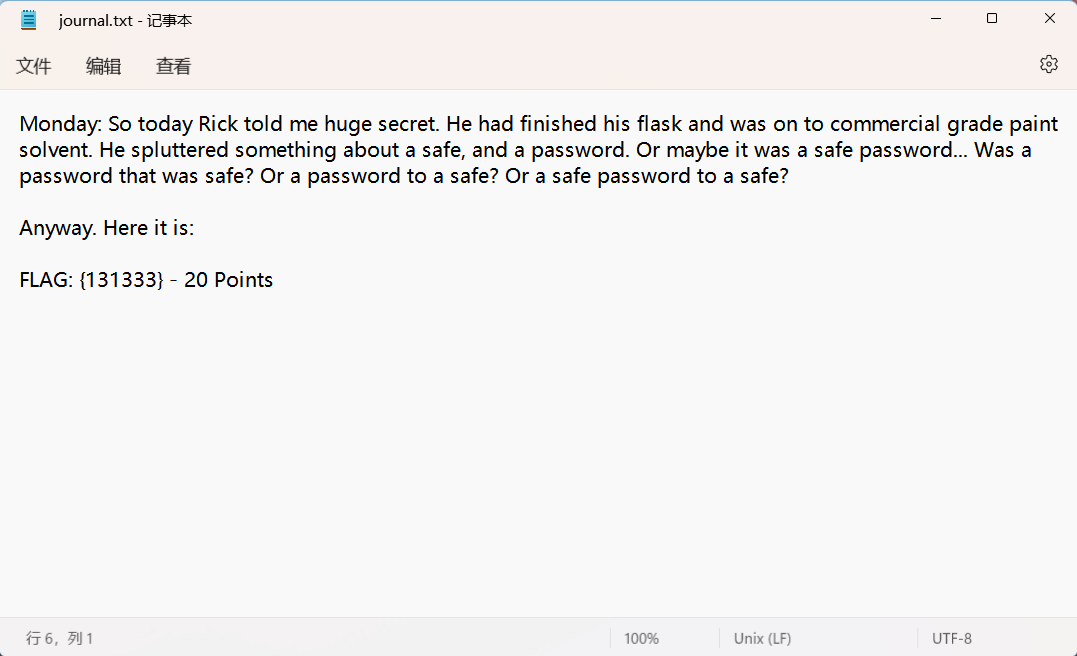 journal.txt - 记事本
文件 编辑 查看
Monday: So today Rick told me huge secret. He had finished his flask and was on to commercial grade paint
solvent. He spluttered something about a safe, and a password. Or maybe it was a safe password... Was a
password that was safe? Or a password to a safe? Or a safe password to a safe?
Anyway. Here it is:
FLAG: {131333} - 20 Points
行 6，列 1 100% Unix (LF) UTF-8